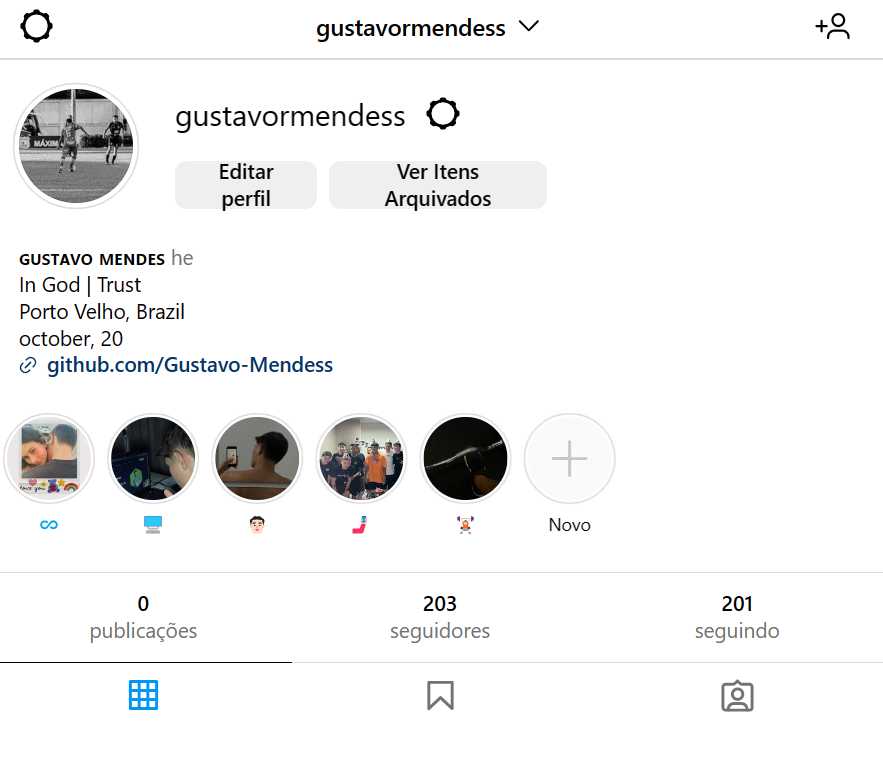 gustavormendess
MÁXIM
gustavormendess
Editar
perfil
Ver Itens
Arquivados
GUSTAVO MENDES he
In God | Trust
Porto Velho, Brazil
october, 20
github.com/Gustavo-Mendess
love you
Novo
0
publicações
203
seguidores
201
seguindo